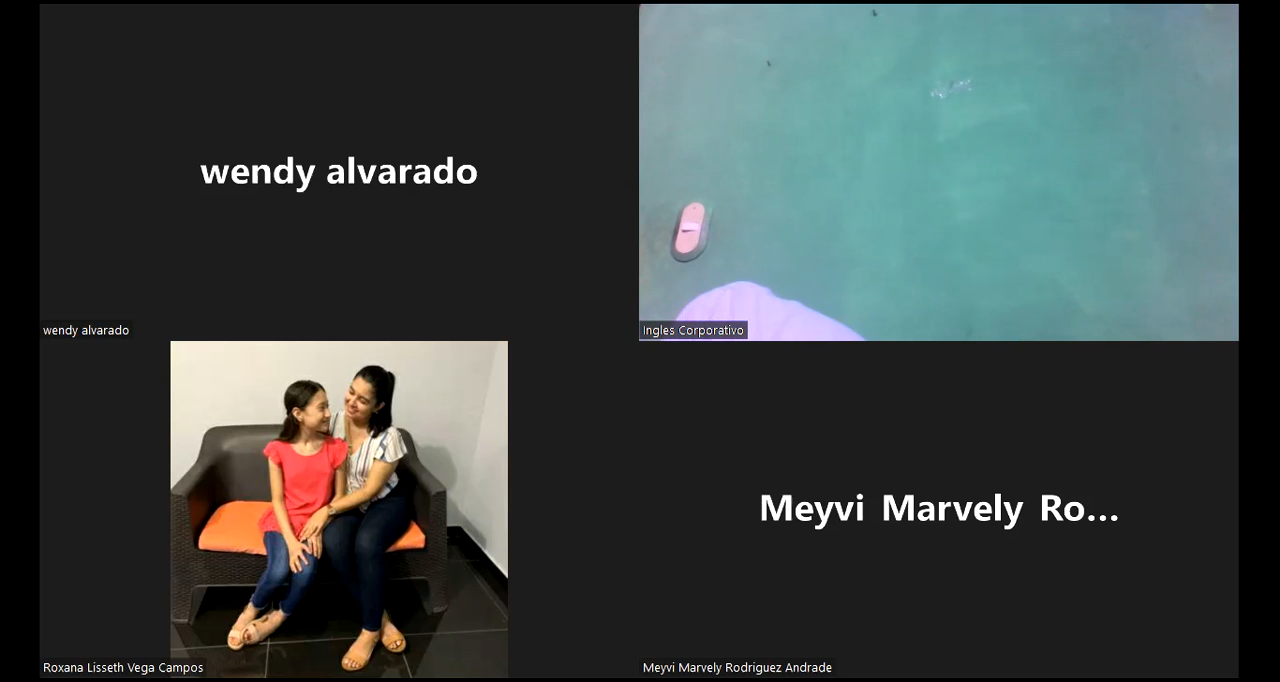 wendy alvarado
wendy alvarado
Ingles Corporativo
Meyvi Marvely Ro...
Roxana Lisseth Vega Campos
Meyvi Marvely Rodriguez Andrade